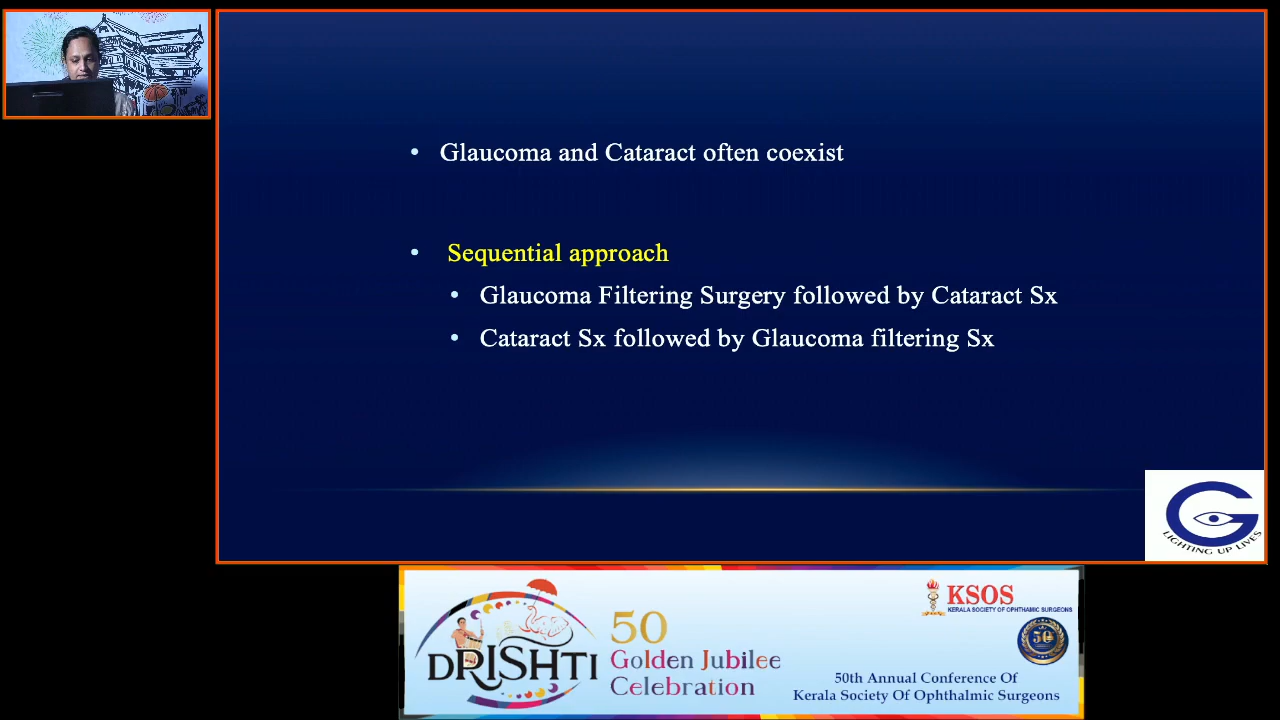 Glaucoma and Cataract often coexist
Sequential approach
Glaucoma Filtering Surgery followed by Cataract Sx
Cataract Sx followed by Glaucoma filtering Sx
LIGHTING UP LIVES
DRISHTI
50
Golden Jubilee
Celebration
KSOS
KERALA SOCIETY OF OPHTHAMIC SURGEONS
50
50th Annual Conference Of
Kerala Society Of Ophthalmic Surgeons